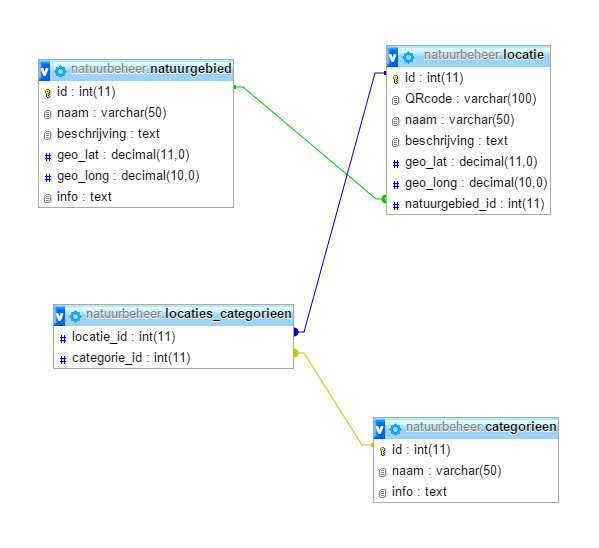 v natuurbeheer.natuurgebied
id : int(11)
naam : varchar(50)
beschrijving : text
# geo_lat : decimal(11,0)
# geo_long : decimal(10,0)
info : text
v natuurbeheer.locatie
id : int(11)
QRcode : varchar(100)
naam : varchar(50)
beschrijving : text
# geo_lat : decimal(11,0)
# geo_long : decimal(10,0)
# natuurgebied_id : int(11)
v natuurbeheer.locaties_categorieen
# locatie_id : int(11)
# categorie_id : int(11)
v natuurbeheer.categorieen
id : int(11)
naam : varchar(50)
info : text